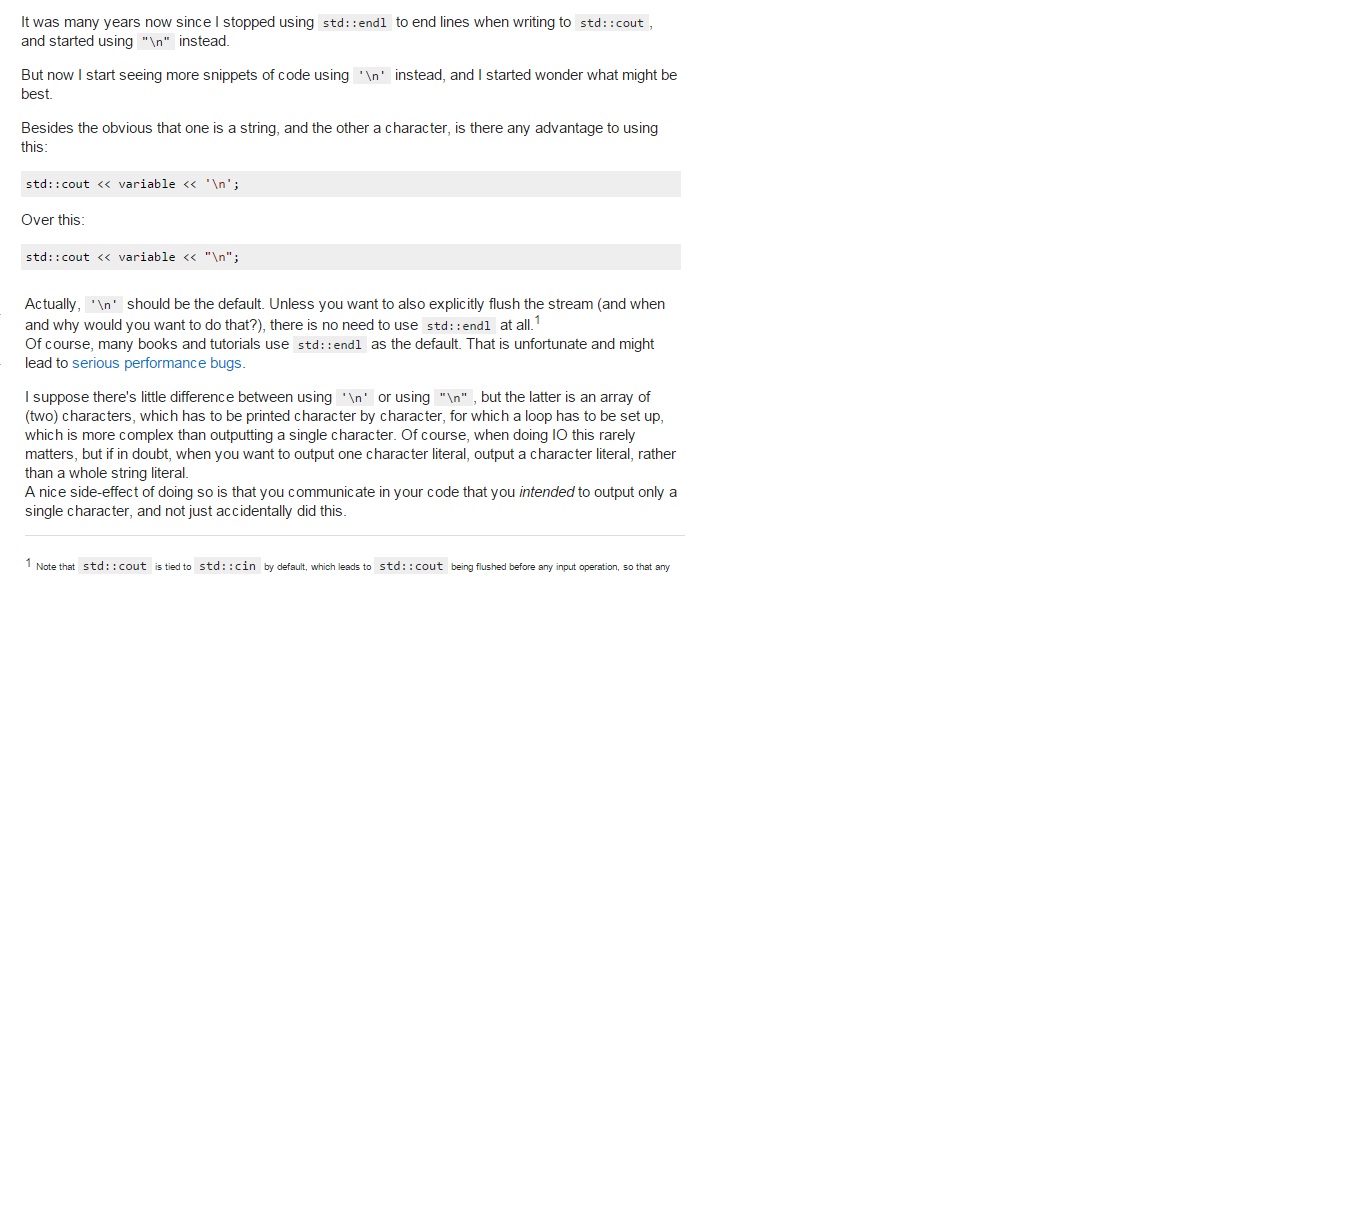 It was many years now since I stopped using std::endl to end lines when writing to std::cout,
and started using "\n" instead.
But now I start seeing more snippets of code using '\n' instead, and I started wonder what might be
best.
Besides the obvious that one is a string, and the other a character, is there any advantage to using
this:
std::cout << variable << '\n';
Over this:
std::cout << variable << "\n";
Actually, '\n' should be the default. Unless you want to also explicitly flush the stream (and when
and why would you want to do that?), there is no need to use std::endl at all.1
Of course, many books and tutorials use std::endl as the default. That is unfortunate and might
lead to serious performance bugs.
I suppose there's little difference between using '\n' or using "\n", but the latter is an array of
(two) characters, which has to be printed character by character, for which a loop has to be set up,
which is more complex than outputting a single character. Of course, when doing IO this rarely
matters, but if in doubt, when you want to output one character literal, output a character literal, rather
than a whole string literal.
A nice side-effect of doing so is that you communicate in your code that you intended to output only a
single character, and not just accidentally did this.
1 Note that std::cout is tied to std::cin by default, which leads to std::cout being flushed before any input operation, so that any